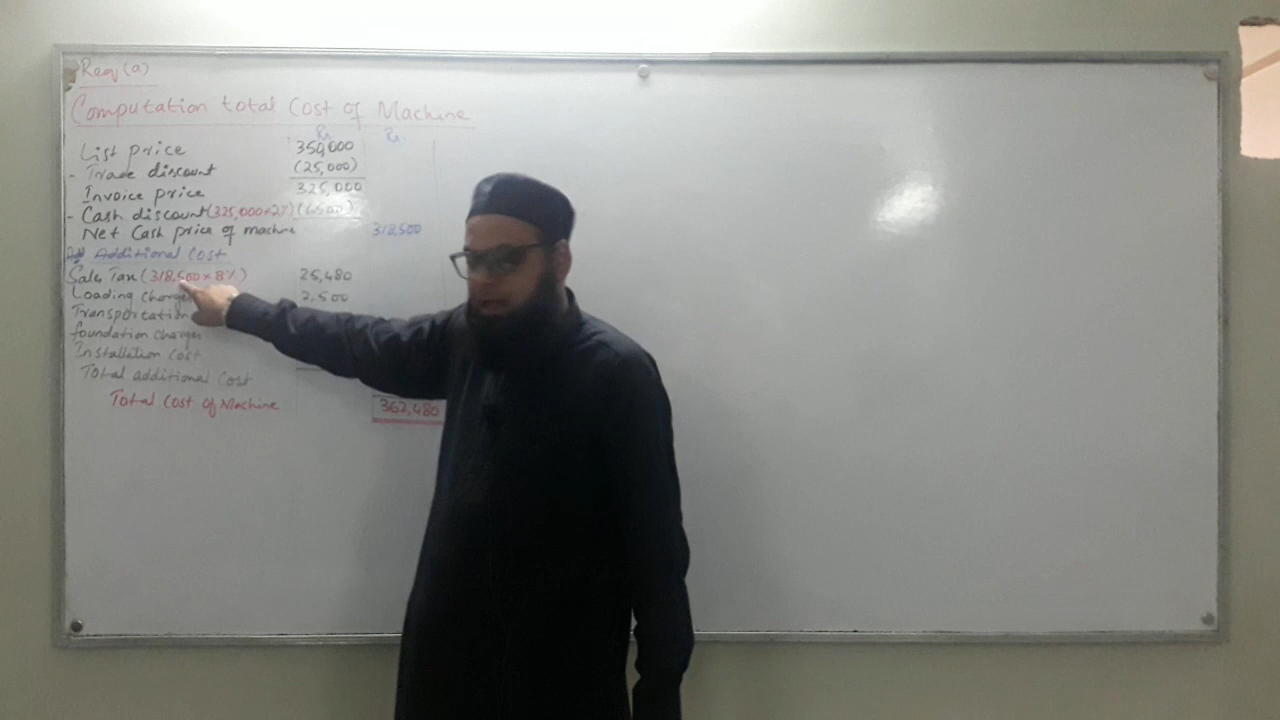 Req (a)
Computation total Cost of Machine
Rs. Rs.
List price 350,000
- Trade discount (25,000)
Invoice price 325,000
- Cash discount (325,000×2%) (6500)
Net Cash price of machine 318,500
Additional Cost
Sales Tax (318,500 × 8%) 25,480
Loading charges 2,500
Transportation
foundation charges
Installation Cost
Total additional Cost
Total Cost of Machine 362,480